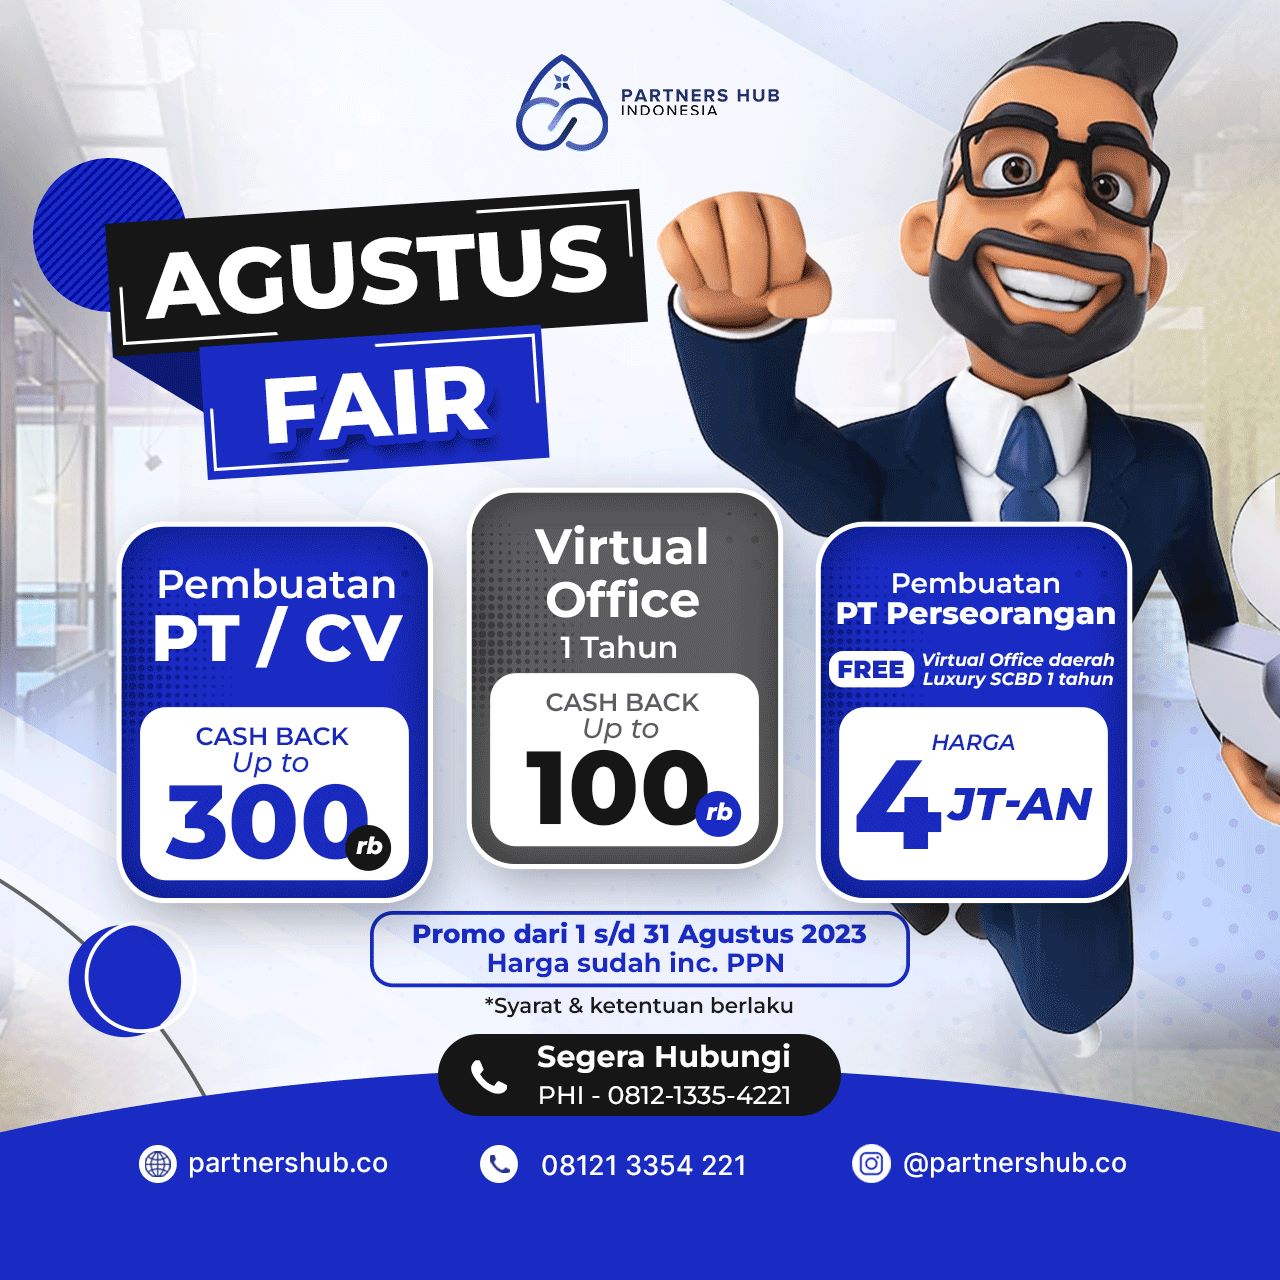 PARTNERS HUB
INDONESIA
AGUSTUS
FAIR
Pembuatan
PT / CV
CASH BACK
Up to
300 rb
Virtual
Office
1 Tahun
CASH BACK
Up to
100 rb
Pembuatan
PT Perseorangan
FREE
Virtual Office daerah
Luxury SCBD 1 tahun
HARGA
4 JT-AN
Promo dari 1 s/d 31 Agustus 2023
Harga sudah inc. PPN
*Syarat & ketentuan berlaku
Segera Hubungi
PHI - 0812-1335-4221
partnershub.co
08121 3354 221
@partnershub.co